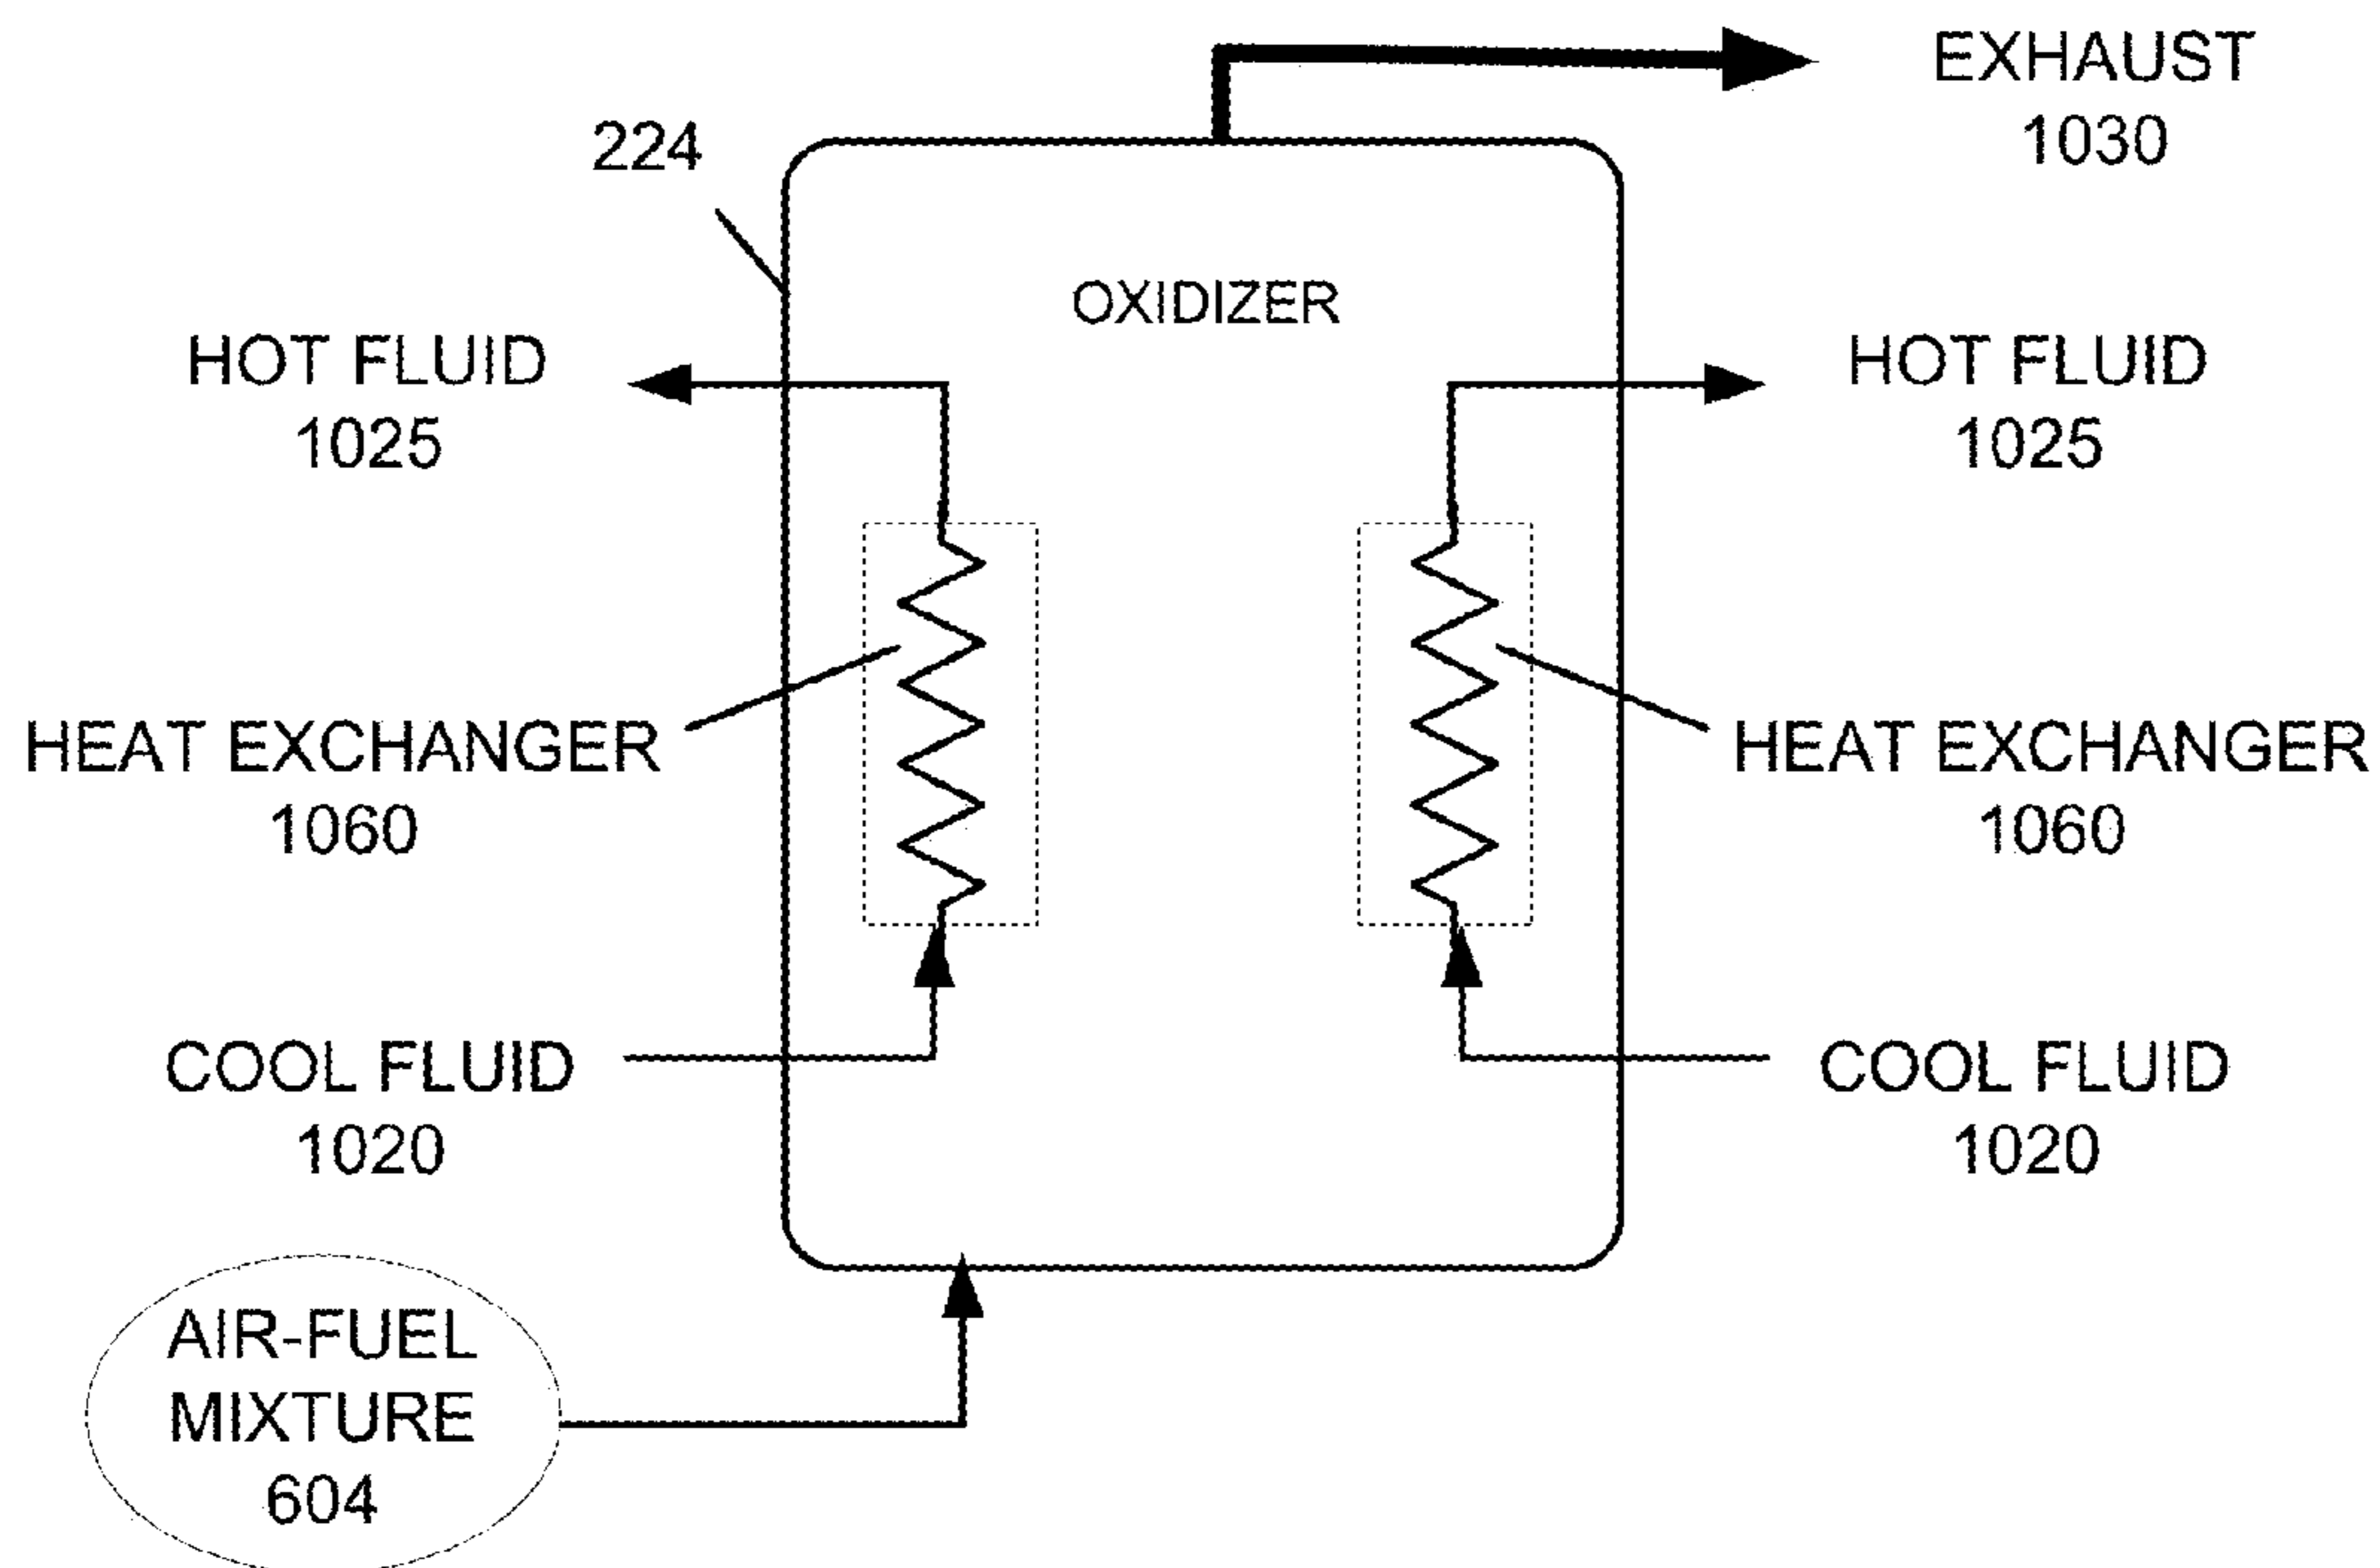 EXHAUST
1030
224
OXIDIZER
HOT FLUID
1025
HOT FLUID
1025
HEAT EXCHANGER
1060
HEAT EXCHANGER
1060
COOL FLUID
1020
COOL FLUID
1020
AIR-FUEL
MIXTURE
604